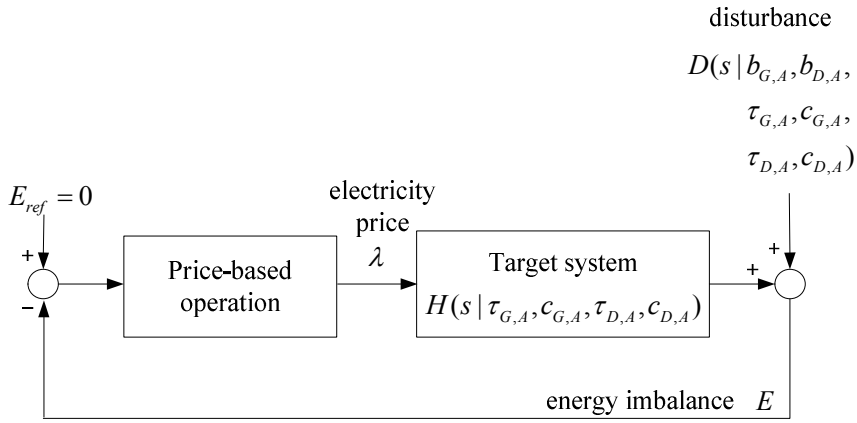 disturbance
D(s | b_{G,A}, b_{D,A},
τ_{G,A}, c_{G,A},
τ_{D,A}, c_{D,A})
E_{ref} = 0
electricity
price
λ
+
−
Price-based
operation
Target system
H(s | τ_{G,A}, c_{G,A}, τ_{D,A}, c_{D,A})
+
+
energy imbalance E